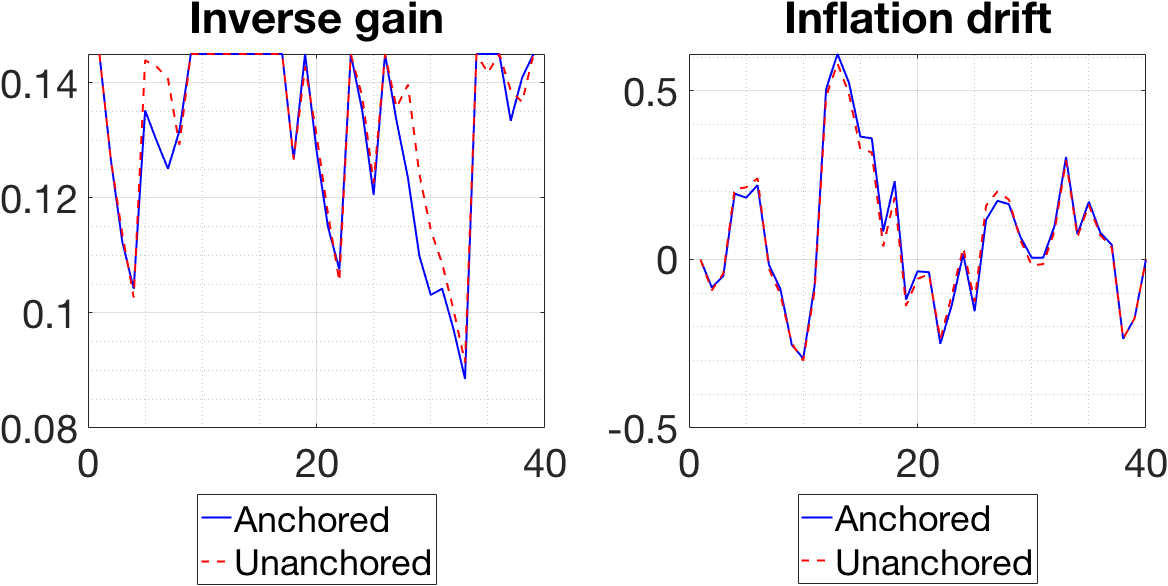 Inverse gain
0.14
0.12
0.1
0.08
0
20
40
Anchored
Unanchored
Inflation drift
0.5
0
-0.5
0
20
40
Anchored
Unanchored